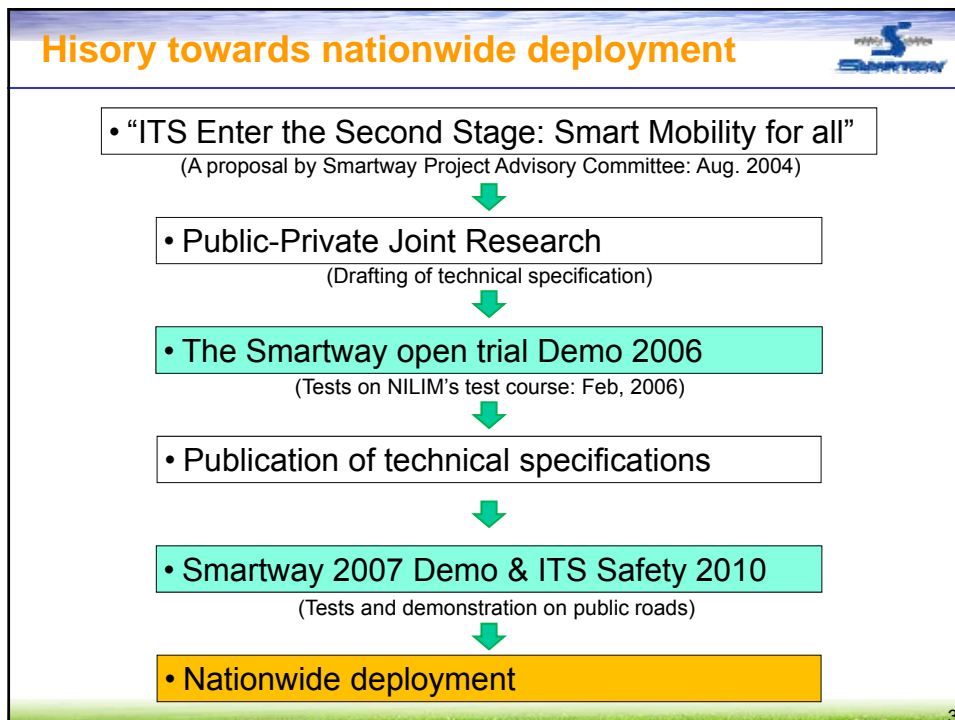 Hisory towards nationwide deployment
SMARTWAY
• “ITS Enter the Second Stage: Smart Mobility for all”
(A proposal by Smartway Project Advisory Committee: Aug. 2004)
• Public-Private Joint Research
(Drafting of technical specification)
• The Smartway open trial Demo 2006
(Tests on NILIM’s test course: Feb, 2006)
• Publication of technical specifications
• Smartway 2007 Demo & ITS Safety 2010
(Tests and demonstration on public roads)
• Nationwide deployment
3